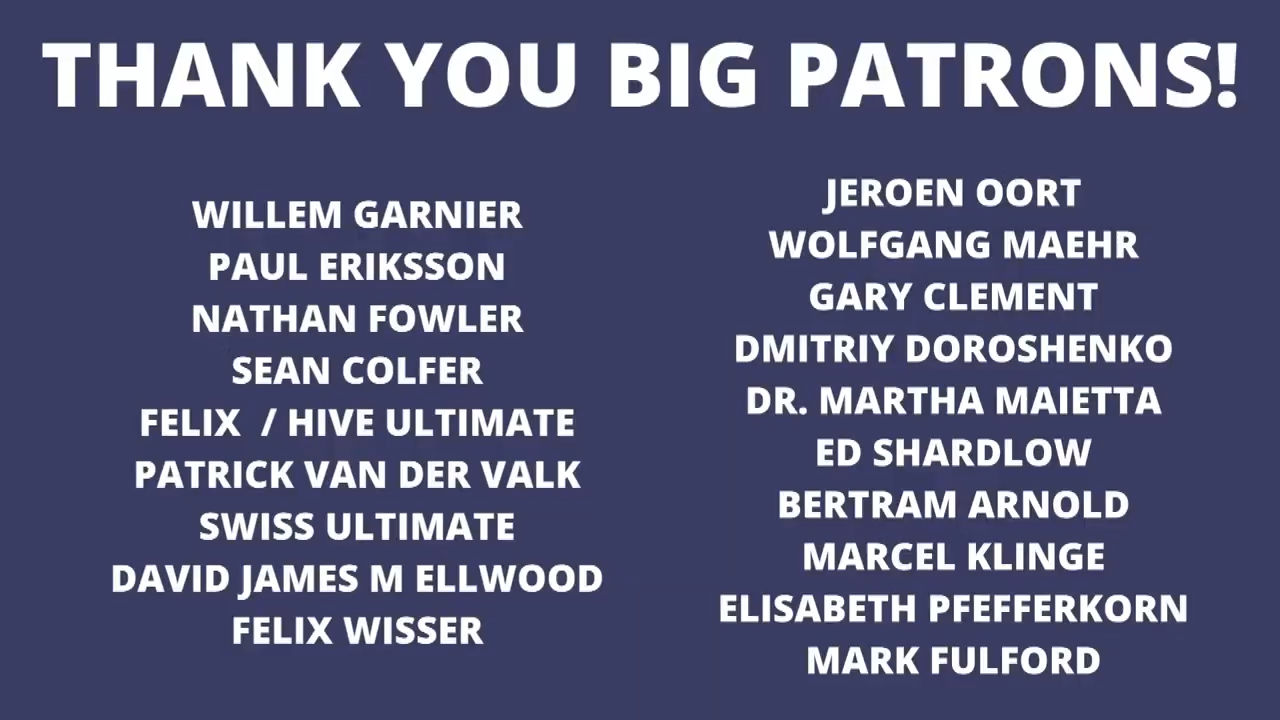 THANK YOU BIG PATRONS!
WILLEM GARNIER
PAUL ERIKSSON
NATHAN FOWLER
SEAN COLFER
FELIX / HIVE ULTIMATE
PATRICK VAN DER VALK
SWISS ULTIMATE
DAVID JAMES M ELLWOOD
FELIX WISSER
JEROEN OORT
WOLFGANG MAEHR
GARY CLEMENT
DMITRIY DOROSHENKO
DR. MARTHA MAIETTA
ED SHARDLOW
BERTRAM ARNOLD
MARCEL KLINGE
ELISABETH PFEFFERKORN
MARK FULFORD